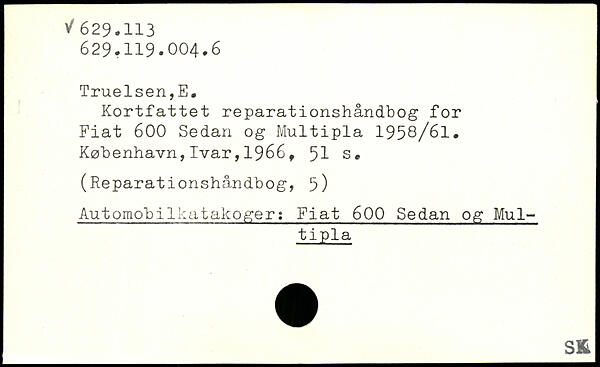 √ 629.113
629.119.004.6
Truelsen,E.
Kortfattet reparationshåndbog for
Fiat 600 Sedan og Multipla 1958/61.
København,Ivar,1966, 51 s.
(Reparationshåndbog, 5)
Automobilkatakoger: Fiat 600 Sedan og Mul-
tipla
SK